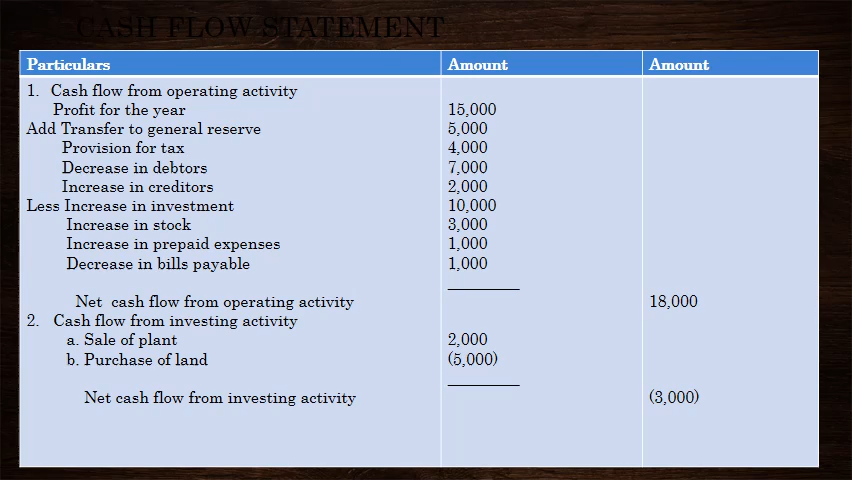 CASH FLOW STATEMENT
Particulars Amount Amount
1. Cash flow from operating activity
Profit for the year 15,000
Add Transfer to general reserve 5,000
Provision for tax 4,000
Decrease in debtors 7,000
Increase in creditors 2,000
Less Increase in investment 10,000
Increase in stock 3,000
Increase in prepaid expenses 1,000
Decrease in bills payable 1,000
Net cash flow from operating activity 18,000
2. Cash flow from investing activity
a. Sale of plant 2,000
b. Purchase of land (5,000)
Net cash flow from investing activity (3,000)